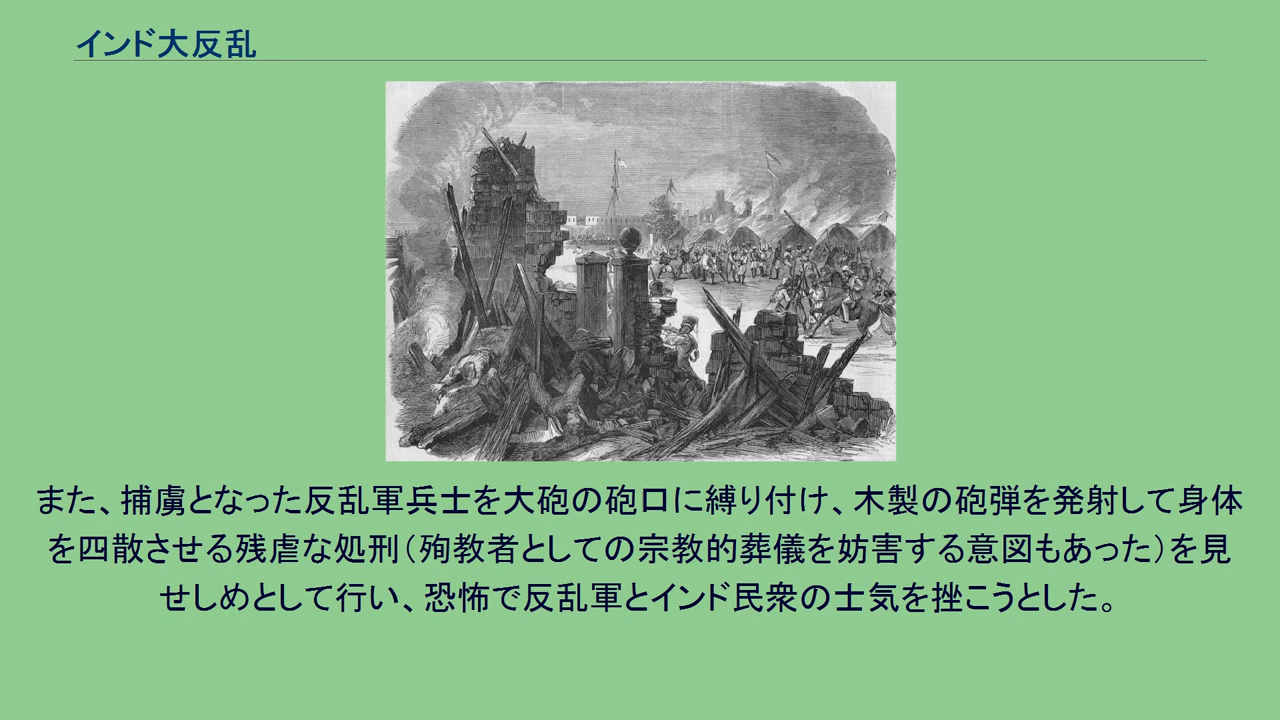 インド大反乱
また、捕虜となった反乱軍兵士を大砲の砲口に縛り付け、木製の砲弾を発射して身体
を四散させる残虐な処刑(殉教者としての宗教的葬儀を妨害する意図もあった)を見
せしめとして行い、恐怖で反乱軍とインド民衆の士気を挫こうとした。